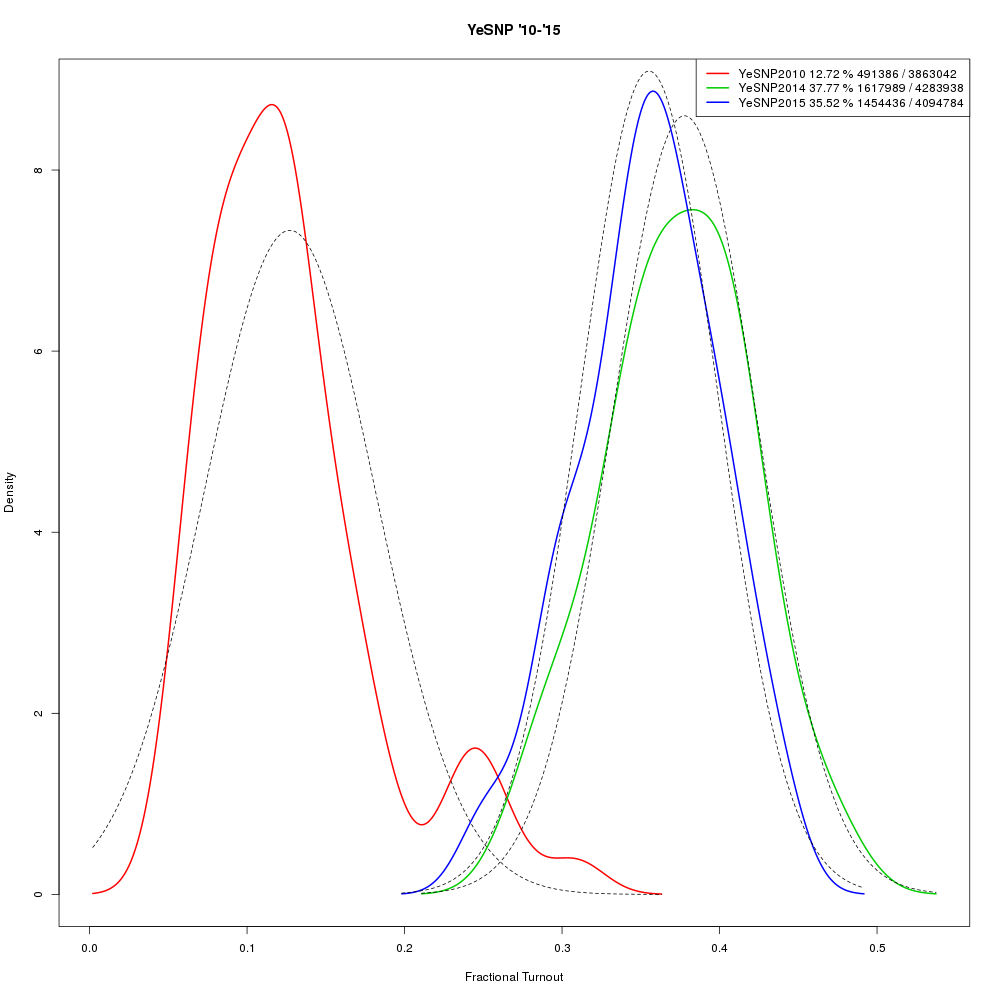 YeSNP '10-'15
YeSNP2010 12.72 % 491386 / 3863042
YeSNP2014 37.77 % 1617989 / 4283938
YeSNP2015 35.52 % 1454436 / 4094784
Density
8
6
4
2
0
0.0 0.1 0.2 0.3 0.4 0.5
Fractional Turnout